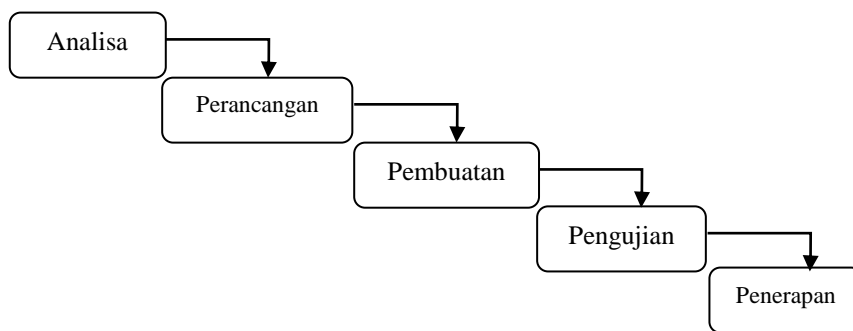 Analisa
Perancangan
Pembuatan
Pengujian
Penerapan